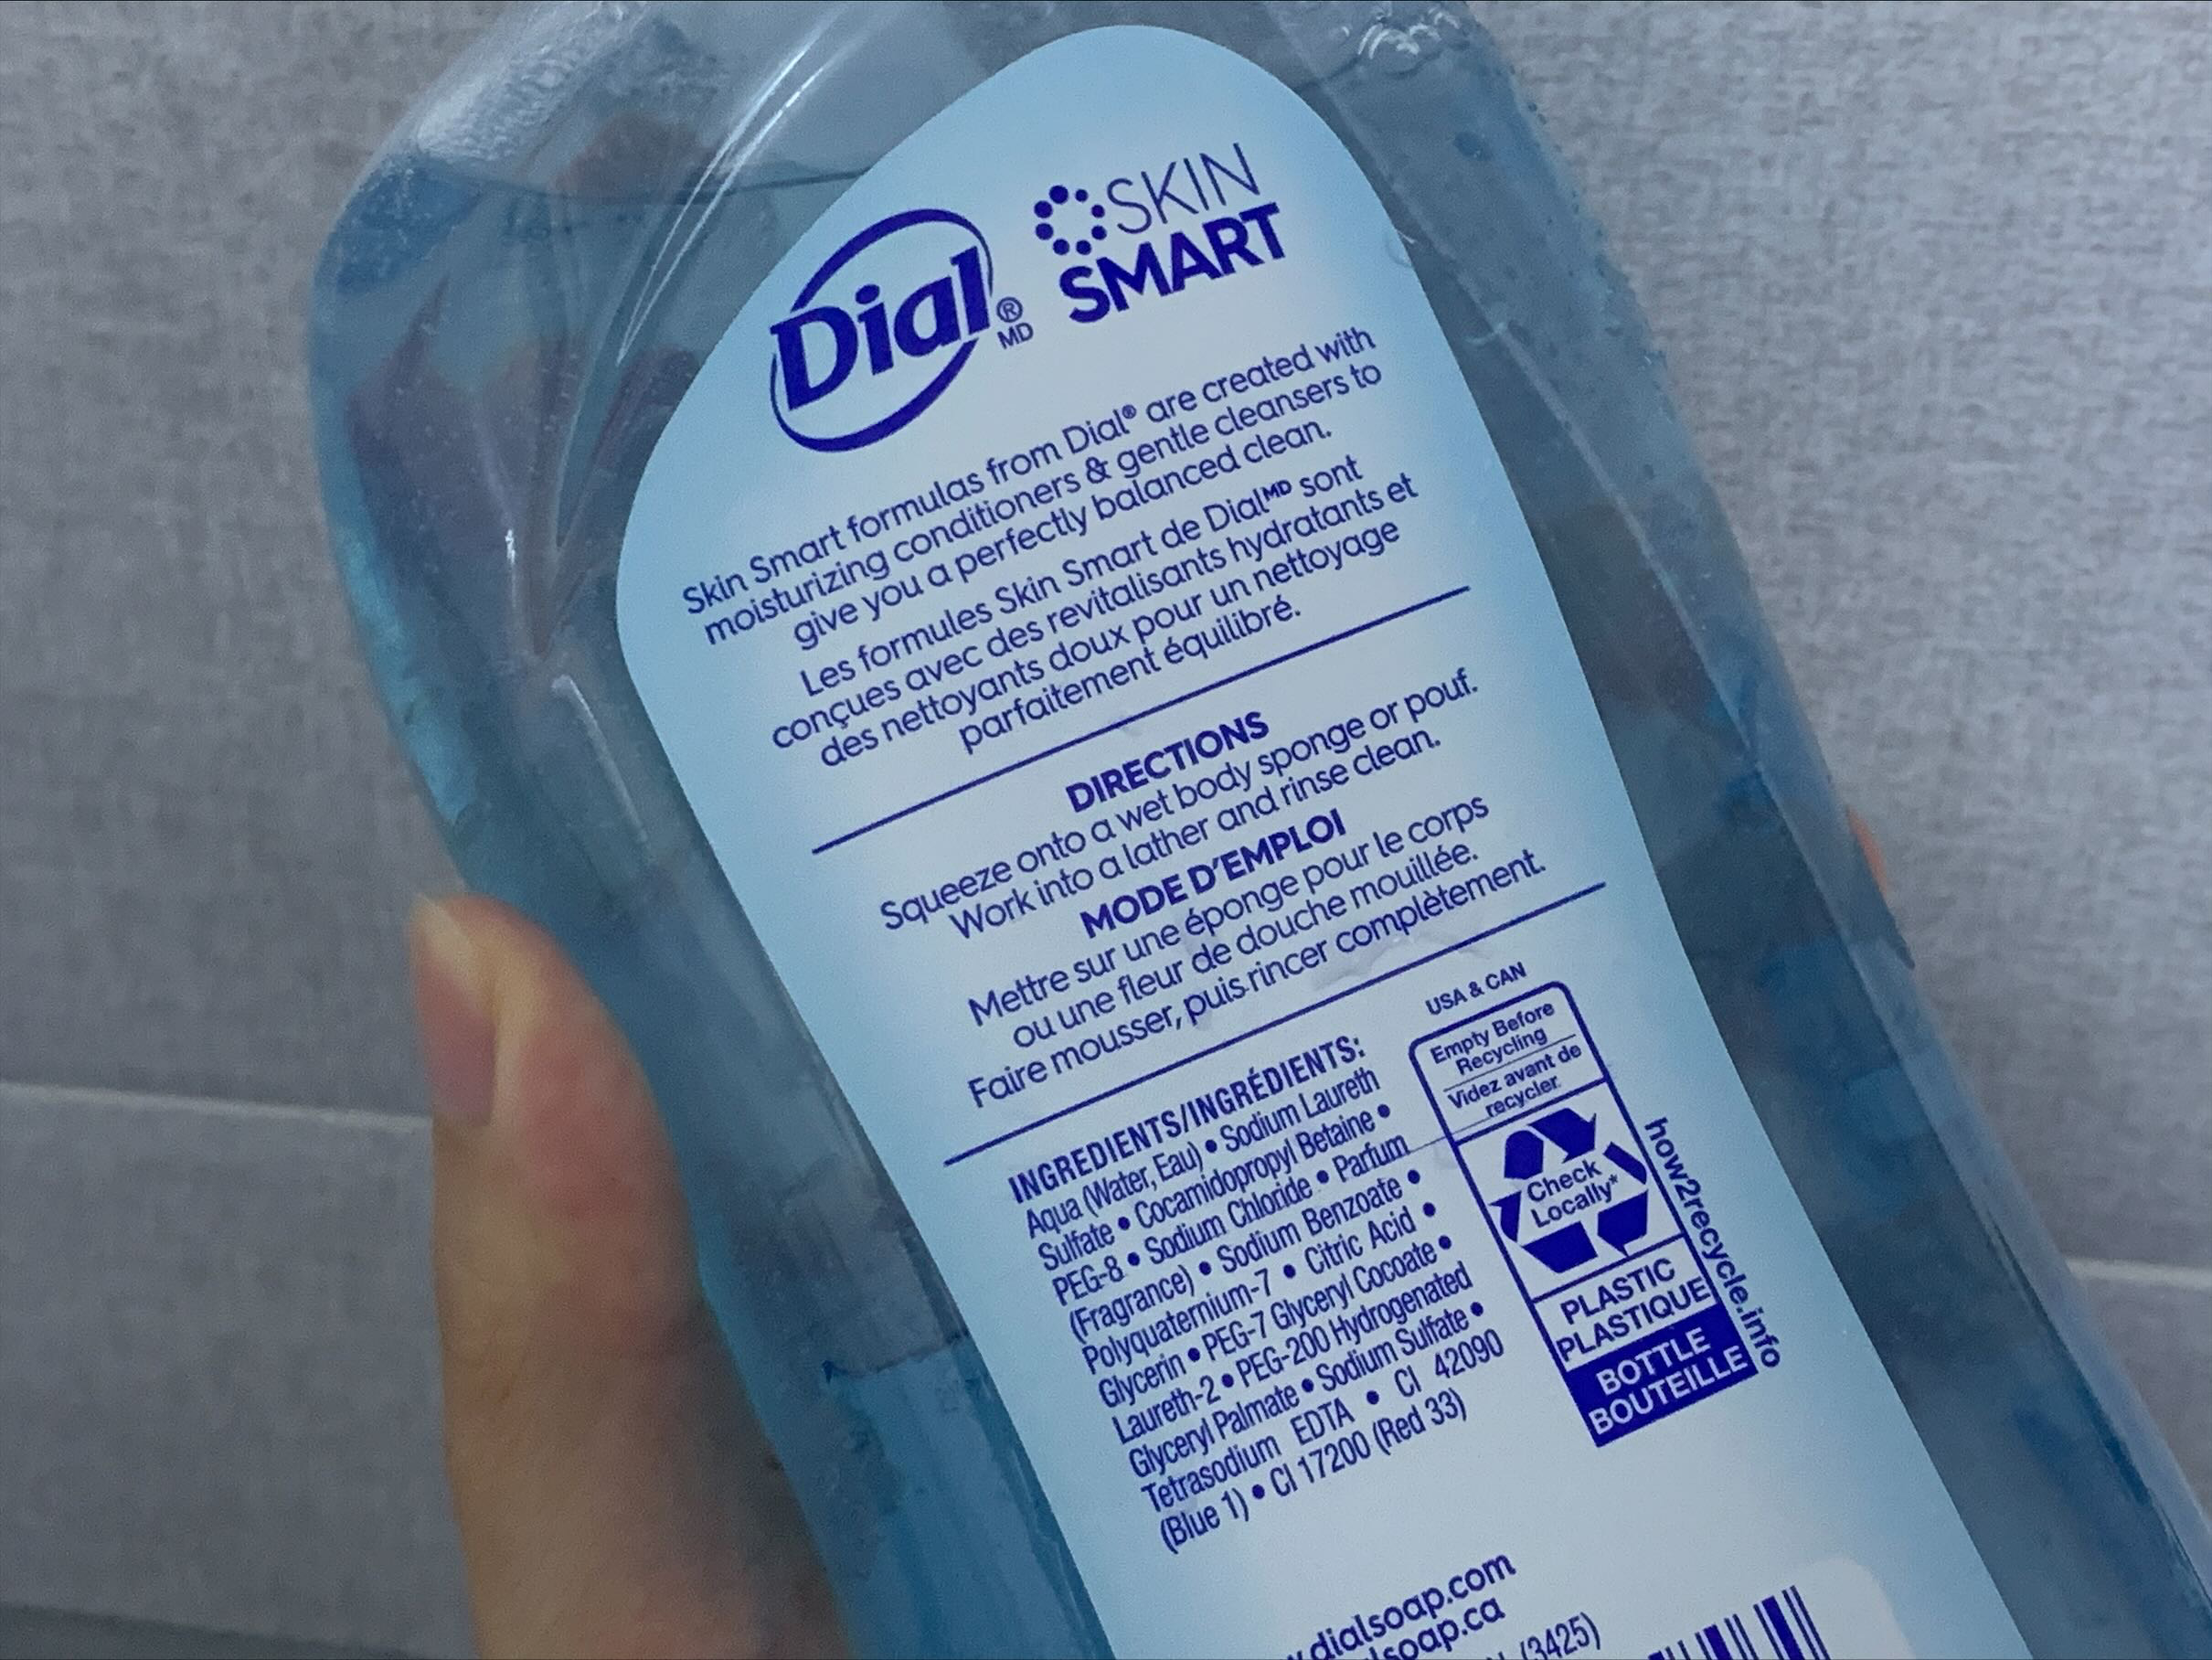 Dial®
MD
SKIN
SMART
Skin Smart formulas from Dial® are created with
moisturizing conditioners & gentle cleansers to
give you a perfectly balanced clean.
Les formules Skin Smart de Dialᴹᴰ sont
conçues avec des revitalisants hydratants et
des nettoyants doux pour un nettoyage
parfaitement équilibré.
DIRECTIONS
Squeeze onto a wet body sponge or pouf.
Work into a lather and rinse clean.
MODE D'EMPLOI
Mettre sur une éponge pour le corps
ou une fleur de douche mouillée.
Faire mousser, puis rincer complètement.
INGREDIENTS/INGRÉDIENTS:
Aqua (Water, Eau) • Sodium Laureth
Sulfate • Cocamidopropyl Betaine •
PEG-8 • Sodium Chloride • Parfum
(Fragrance) • Sodium Benzoate •
Polyquaternium-7 • Citric Acid •
Glycerin • PEG-7 Glyceryl Cocoate •
Laureth-2 • PEG-200 Hydrogenated
Glyceryl Palmate • Sodium Sulfate •
Tetrasodium EDTA • CI 42090
(Blue 1) • CI 17200 (Red 33)
USA & CAN
Empty Before
Recycling
Videz avant de
recycler
Check
Locally*
PLASTIC
PLASTIQUE
BOTTLE
BOUTEILLE
how2recycle.info
.dialsoap.com
lsoap.ca
(3425)